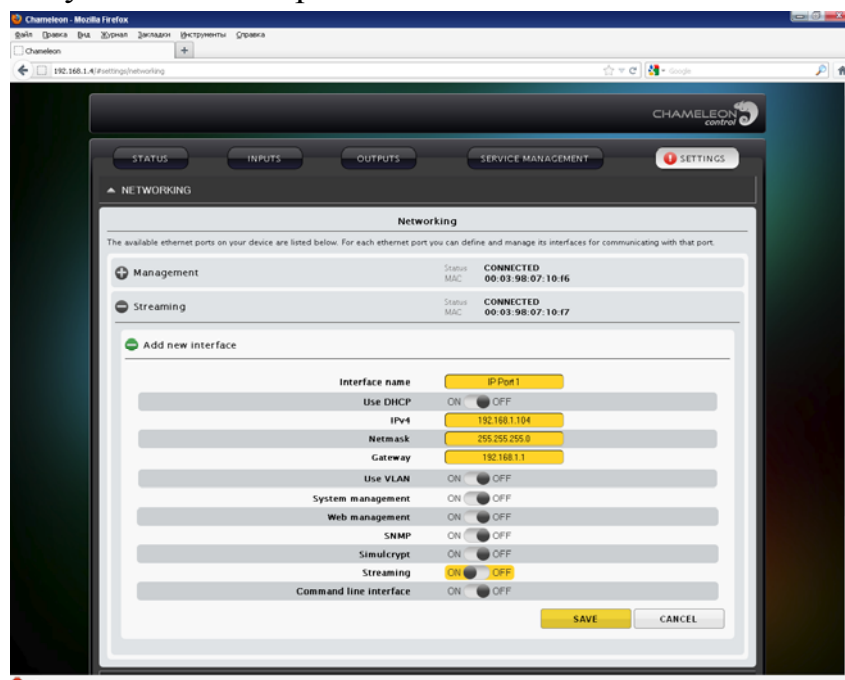 Chameleon - Mozilla Firefox
Файл Правка Вид Журнал Закладки Инструменты Справка
Chameleon +
192.168.1.4/#settings/networking Google
CHAMELEON
control
STATUS INPUTS OUTPUTS SERVICE MANAGEMENT SETTINGS
NETWORKING
Networking
The available ethernet ports on your device are listed below. For each ethernet port you can define and manage its interfaces for communicating with that port.
Management Status CONNECTED
MAC 00:03:98:07:10:f6
Streaming Status CONNECTED
MAC 00:03:98:07:10:f7
Add new interface
Interface name IP Port 1
Use DHCP ON OFF
IPv4 192.168.1.104
Netmask 255.255.255.0
Gateway 192.168.1.1
Use VLAN ON OFF
System management ON OFF
Web management ON OFF
SNMP ON OFF
Simulcrypt ON OFF
Streaming ON OFF
Command line interface ON OFF
SAVE CANCEL